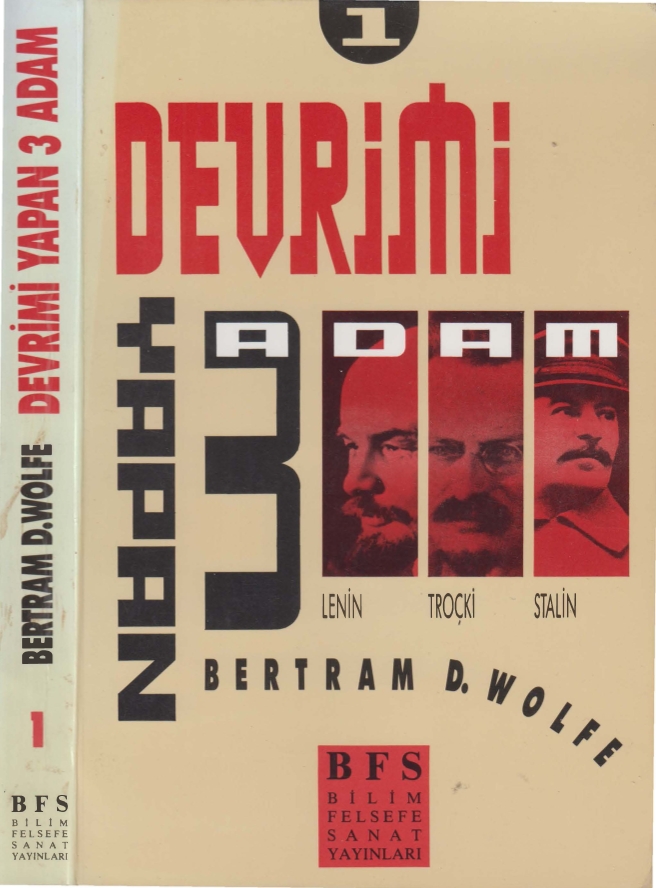 DEVRİMİ YAPAN 3 ADAM
BERTRAM D.WOLFE
1
BFS
BİLİM
FELSEFE
SANAT
YAYINLARI
1
DEVRİMİ
YAPAN
3
ADAM
LENİN
TROÇKİ
STALİN
BERTRAM D. WOLFE
BFS
BİLİM
FELSEFE
SANAT
YAYINLARI